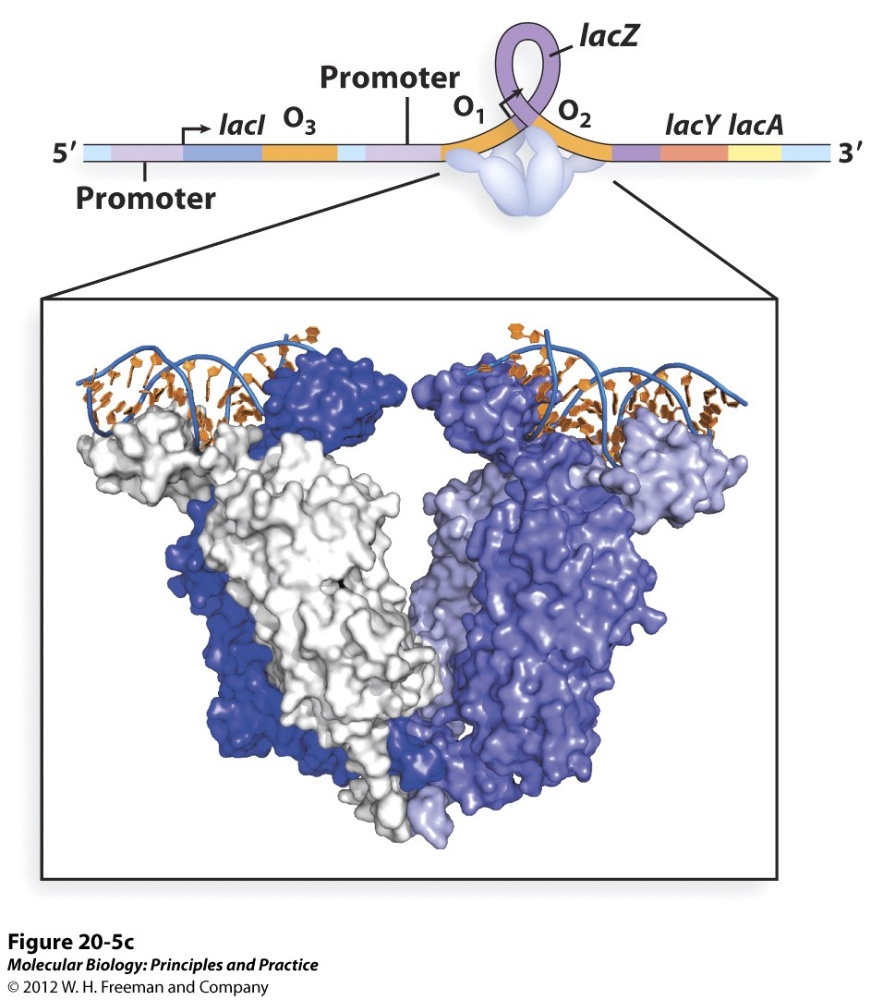 lacZ
Promoter
O1
O2
lacI
O3
lacY lacA
5′
3′
Promoter
Figure 20-5c
Molecular Biology: Principles and Practice
© 2012 W. H. Freeman and Company